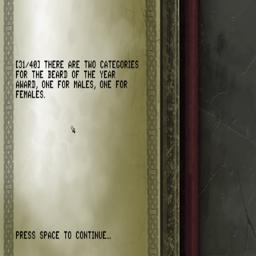 [31/40] THERE ARE TWO CATEGORIES
FOR THE BEARD OF THE YEAR
AWARD, ONE FOR MALES, ONE FOR
FEMALES.
PRESS SPACE TO CONTINUE...